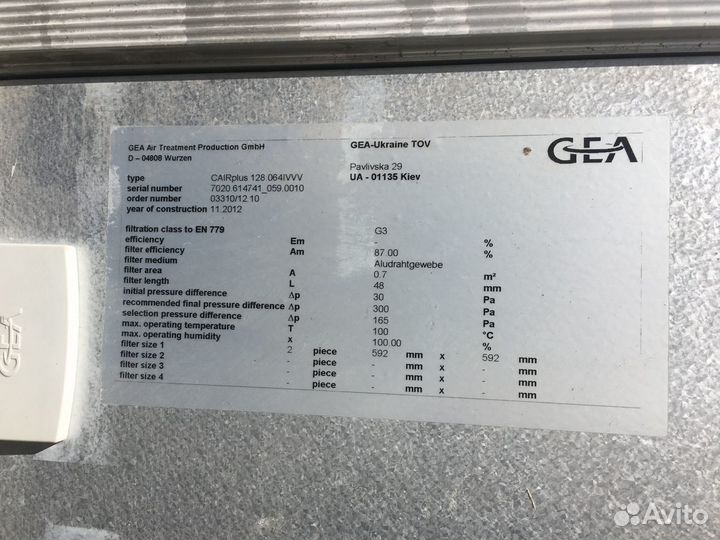 GEA Air Treatment Production GmbH
D – 04808 Wurzen
GEA-Ukraine TOV
Pavlivska 29
UA - 01135 Kiev
GEA
type CAIRplus 128.064IVVV
serial number 7020.614741_059.0010
order number 03310/12.10
year of construction 11.2012
filtration class to EN 779 G3
efficiency Em - %
filter efficiency Am 87.00 %
filter medium Aludrahtgewebe
filter area A 0.7 m²
filter length L 48 mm
initial pressure difference Δp 30 Pa
recommended final pressure difference Δp 300 Pa
selection pressure difference Δp 165 Pa
max. operating temperature T 100 °C
max. operating humidity x 100.00 %
filter size 1 2 piece 592 mm x 592 mm
filter size 2 - piece - mm x - mm
filter size 3 - piece - mm x - mm
filter size 4 - piece - mm x - mm
GEA
Avito